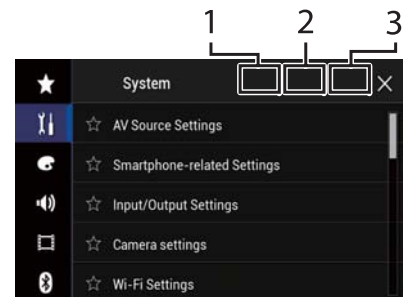 1 2 3
System
AV Source Settings
Smartphone-related Settings
Input/Output Settings
Camera settings
Wi-Fi Settings